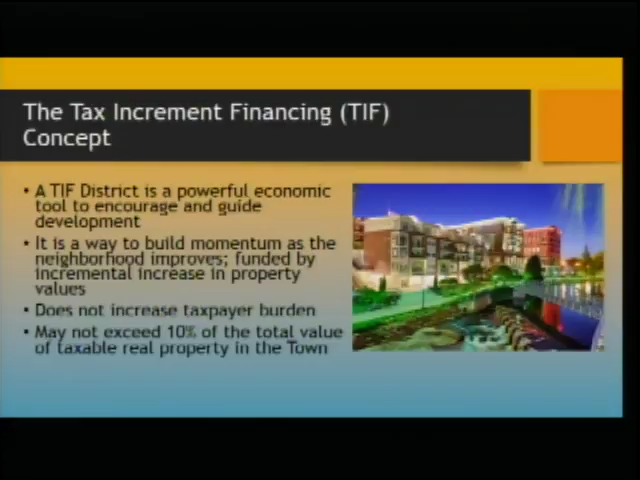 The Tax Increment Financing (TIF)
Concept
• A TIF District is a powerful economic
tool to encourage and guide
development
• It is a way to build momentum as the
neighborhood improves; funded by
incremental increase in property
values
• Does not increase taxpayer burden
• May not exceed 10% of the total value
of taxable real property in the Town